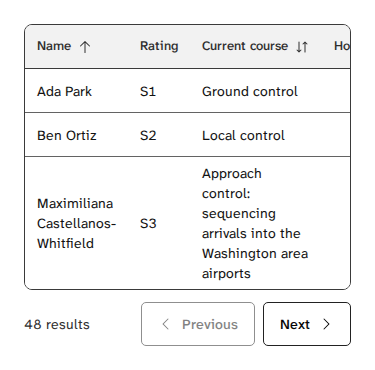 Name Rating Current course Ho
Ada Park S1 Ground control
Ben Ortiz S2 Local control
Maximiliana
Castellanos-
Whitfield
S3
Approach
control:
sequencing
arrivals into the
Washington area
airports
48 results Previous Next